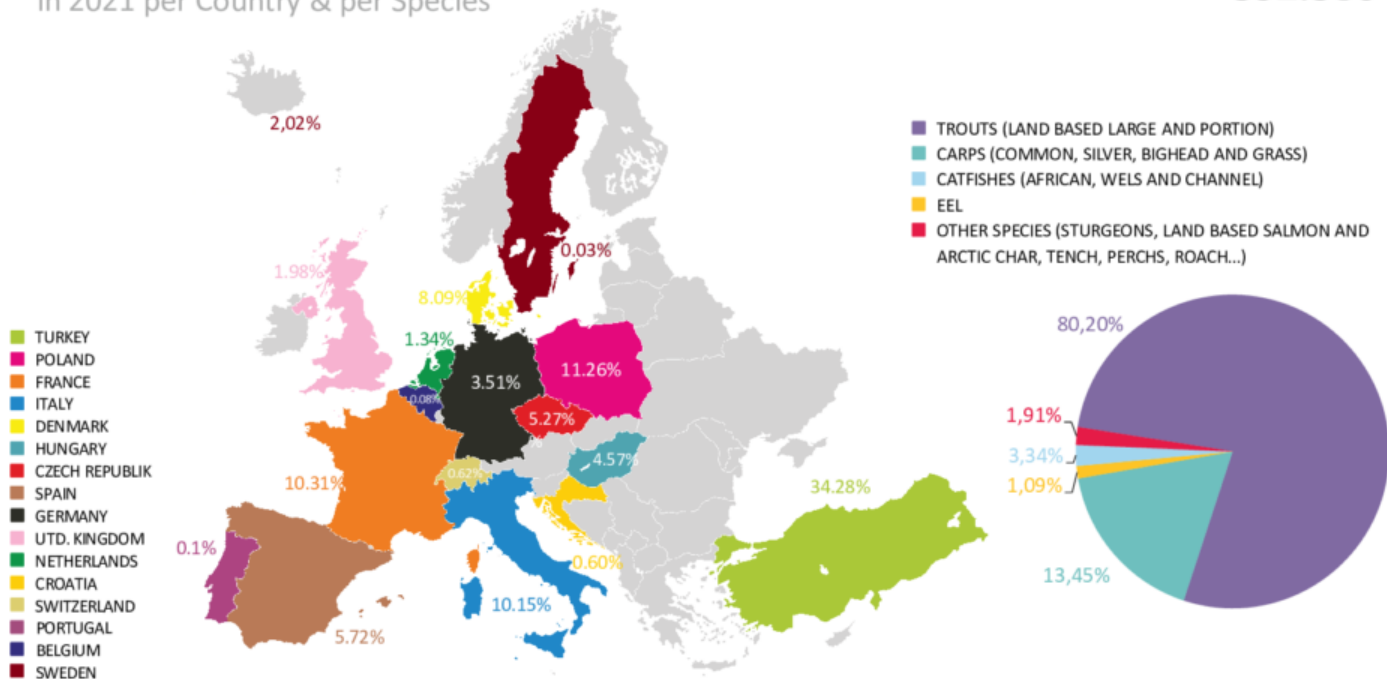 in 2021 per Country & per Species
2,02%
TROUTS (LAND BASED LARGE AND PORTION)
CARPS (COMMON, SILVER, BIGHEAD AND GRASS)
CATFISHES (AFRICAN, WELS AND CHANNEL)
EEL
OTHER SPECIES (STURGEONS, LAND BASED SALMON AND
ARCTIC CHAR, TENCH, PERCHS, ROACH...)
0.03%
1.98%
8.09%
1.34%
3.51%
11.26%
0.08%
5.27%
4.57%
0.62%
10.31%
34.28%
0.1%
0.60%
10.15%
5.72%
TURKEY
POLAND
FRANCE
ITALY
DENMARK
HUNGARY
CZECH REPUBLIK
SPAIN
GERMANY
UTD. KINGDOM
NETHERLANDS
CROATIA
SWITZERLAND
PORTUGAL
BELGIUM
SWEDEN
80,20%
1,91%
3,34%
1,09%
13,45%